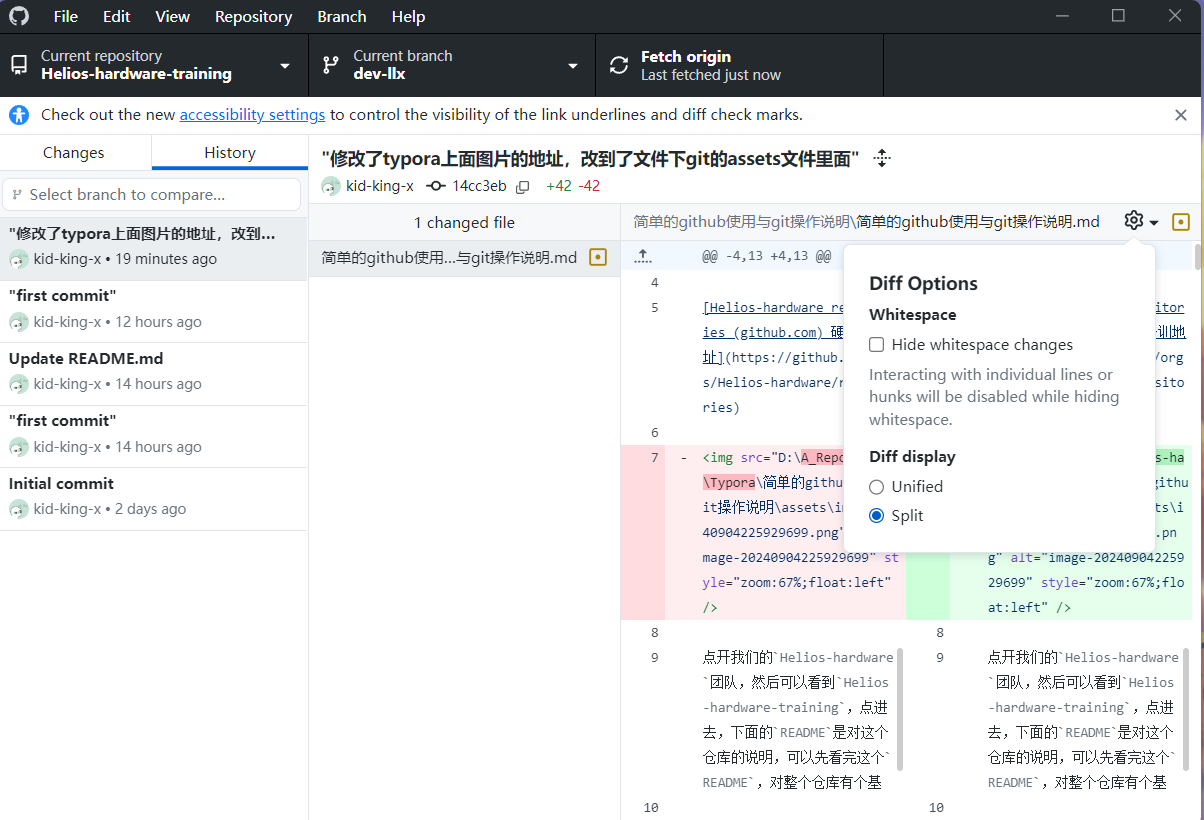 File Edit View Repository Branch Help
Current repository
Helios-hardware-training
Current branch
dev-llx
Fetch origin
Last fetched just now
Check out the new accessibility settings to control the visibility of the link underlines and diff check marks.
Changes
History
Select branch to compare...
"修改了typora上面图片的地址，改到...
kid-king-x • 19 minutes ago
"first commit"
kid-king-x • 12 hours ago
Update README.md
kid-king-x • 14 hours ago
"first commit"
kid-king-x • 14 hours ago
Initial commit
kid-king-x • 2 days ago
"修改了typora上面图片的地址，改到了文件下git的assets文件里面"
kid-king-x 14cc3eb +42 -42
1 changed file
简单的github使用...与git操作说明.md
简单的github使用与git操作说明\简单的github使用与git操作说明.md
@@ -4,13 +4,13 @@
4
5
[Helios-hardware re
ies (github.com) 硬
址](https://github.
s/Helios-hardware/r
ries)
itor
训地
/org
sito
6
7 - <img src="D:\A_Repo
\Typora\简单的githu
it操作说明\assets\i
40904225929699.png"
mage-20240904225929699" st
yle="zoom:67%;float:left"
/>
s-ha
githu
ts\i
.pn
g" alt="image-202409042259
29699" style="zoom:67%;flo
at:left" />
Diff Options
Whitespace
Hide whitespace changes
Interacting with individual lines or
hunks will be disabled while hiding
whitespace.
Diff display
Unified
Split
8 8
9
点开我们的`Helios-hardware
`团队，然后可以看到`Helios
-hardware-training`，点进
去，下面的`README`是对这个
仓库的说明，可以先看完这个`
README`，对整个仓库有个基
9
点开我们的`Helios-hardware
`团队，然后可以看到`Helios
-hardware-training`，点进
去，下面的`README`是对这个
仓库的说明，可以先看完这个`
README`，对整个仓库有个基
10 10